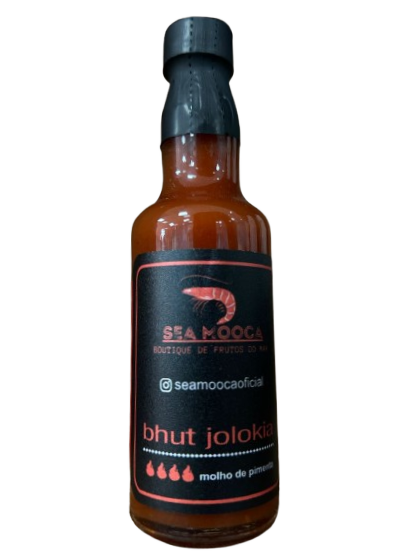 SEA MOOCA
BOUTIQUE DE FRUTOS DO
seamoocaoficial
bhut jolokia
molho de pimenta